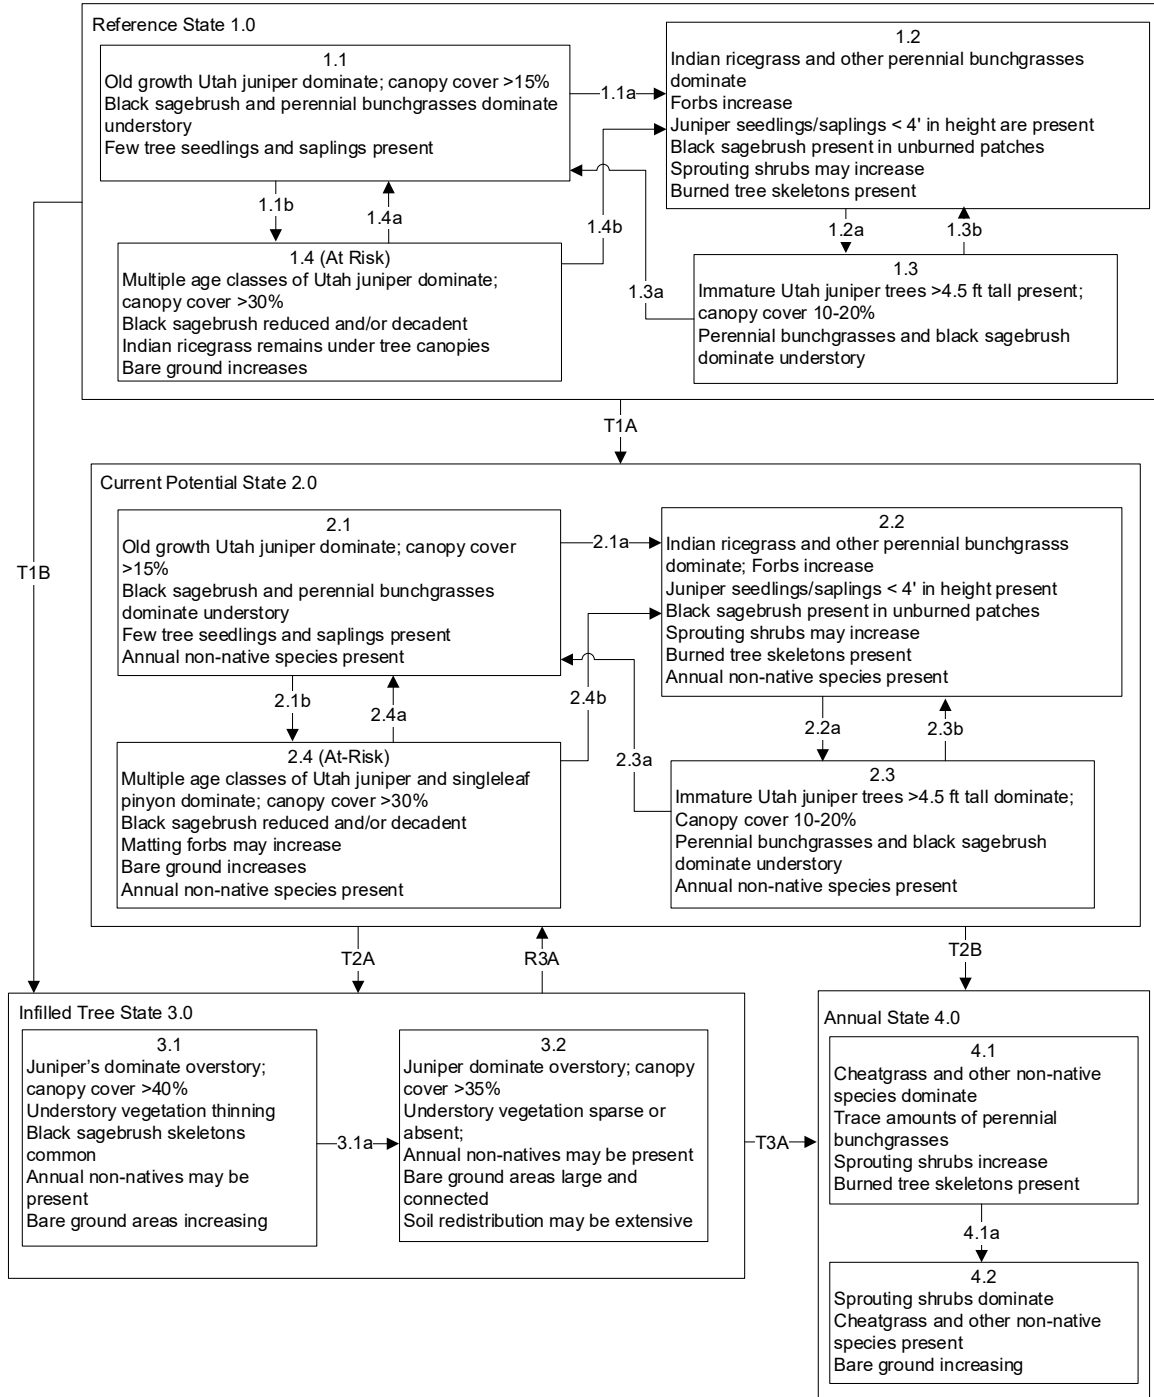 Reference State 1.0
1.1
Old growth Utah juniper dominate; canopy cover >15%
Black sagebrush and perennial bunchgrasses dominate
understory
Few tree seedlings and saplings present
1.1a
1.2
Indian ricegrass and other perennial bunchgrasses
dominate
Forbs increase
Juniper seedlings/saplings < 4' in height are present
Black sagebrush present in unburned patches
Sprouting shrubs may increase
Burned tree skeletons present
1.1b
1.4a
1.4b
1.2a
1.3b
1.4 (At Risk)
Multiple age classes of Utah juniper dominate;
canopy cover >30%
Black sagebrush reduced and/or decadent
Indian ricegrass remains under tree canopies
Bare ground increases
1.3a
1.3
Immature Utah juniper trees >4.5 ft tall present;
canopy cover 10-20%
Perennial bunchgrasses and black sagebrush
dominate understory
T1A
T1B
Current Potential State 2.0
2.1
Old growth Utah juniper dominate; canopy cover
>15%
Black sagebrush and perennial bunchgrasses
dominate understory
Few tree seedlings and saplings present
Annual non-native species present
2.1a
2.2
Indian ricegrass and other perennial bunchgrasss
dominate; Forbs increase
Juniper seedlings/saplings < 4' in height present
Black sagebrush present in unburned patches
Sprouting shrubs may increase
Burned tree skeletons present
Annual non-native species present
2.1b
2.4a
2.4b
2.2a
2.3b
2.4 (At-Risk)
Multiple age classes of Utah juniper and singleleaf
pinyon dominate; canopy cover >30%
Black sagebrush reduced and/or decadent
Matting forbs may increase
Bare ground increases
Annual non-native species present
2.3a
2.3
Immature Utah juniper trees >4.5 ft tall dominate;
Canopy cover 10-20%
Perennial bunchgrasses and black sagebrush
dominate understory
Annual non-native species present
T2A
R3A
T2B
Infilled Tree State 3.0
3.1
Juniper's dominate overstory;
canopy cover >40%
Understory vegetation thinning
Black sagebrush skeletons
common
Annual non-natives may be
present
Bare ground areas increasing
3.1a
3.2
Juniper dominate overstory; canopy
cover >35%
Understory vegetation sparse or
absent;
Annual non-natives may be present
Bare ground areas large and
connected
Soil redistribution may be extensive
T3A
Annual State 4.0
4.1
Cheatgrass and other non-native
species dominate
Trace amounts of perennial
bunchgrasses
Sprouting shrubs increase
Burned tree skeletons present
4.1a
4.2
Sprouting shrubs dominate
Cheatgrass and other non-native
species present
Bare ground increasing